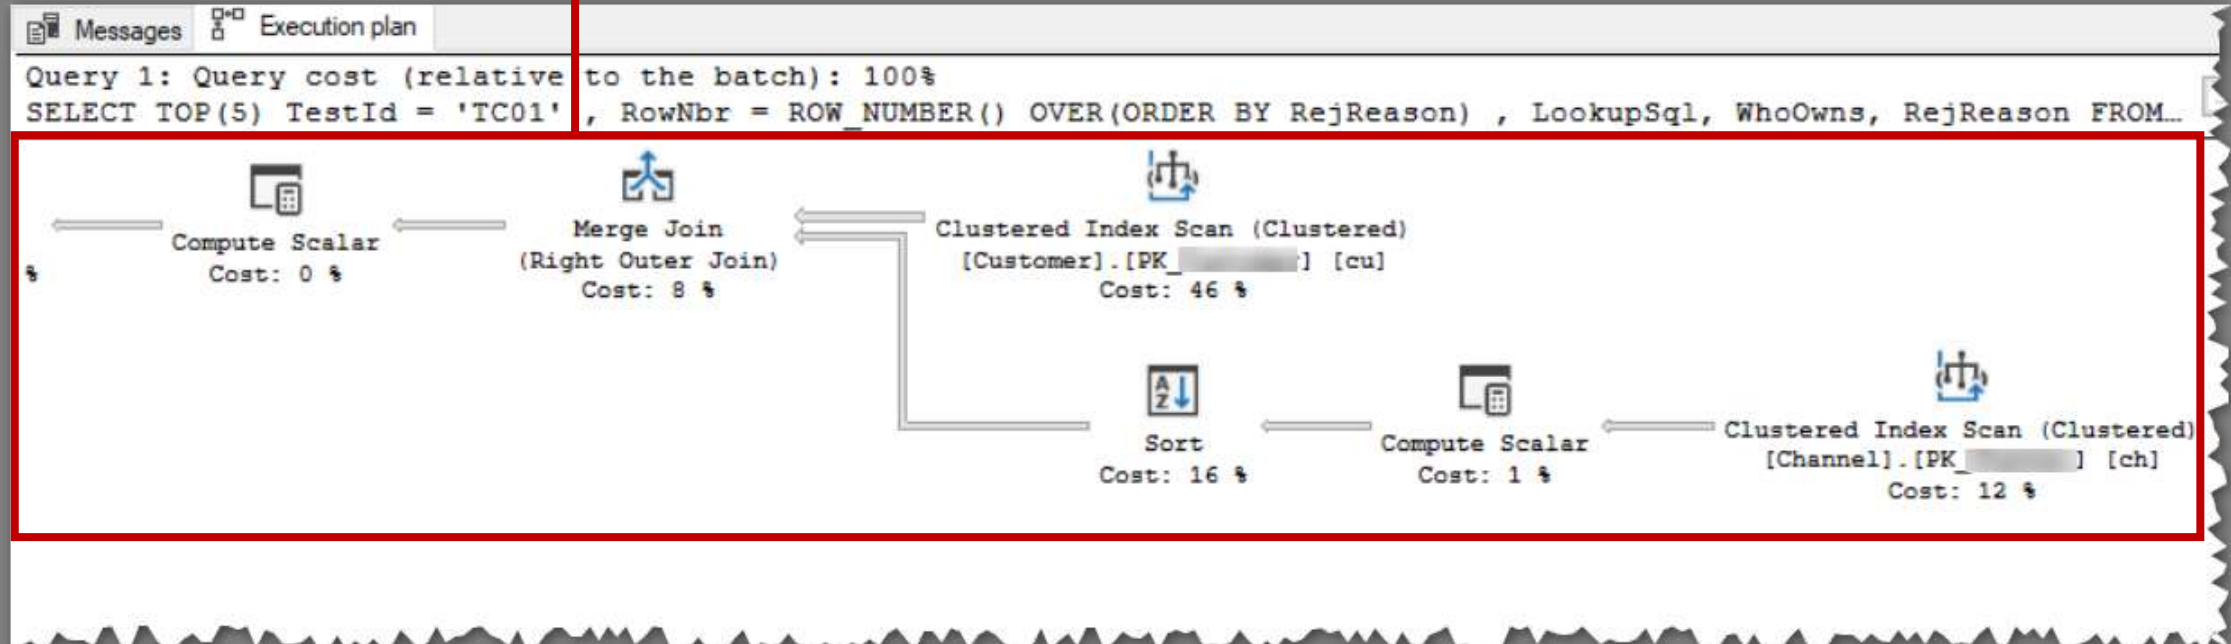 Messages Execution plan
Query 1: Query cost (relative to the batch): 100%
SELECT TOP(5) TestId = 'TC01' , RowNbr = ROW_NUMBER() OVER(ORDER BY RejReason) , LookupSql, WhoOwns, RejReason FROM…
%
Compute Scalar
Cost: 0 %
Merge Join
(Right Outer Join)
Cost: 8 %
Clustered Index Scan (Clustered)
[Customer].[PK_ ] [cu]
Cost: 46 %
Sort
Cost: 16 %
Compute Scalar
Cost: 1 %
Clustered Index Scan (Clustered)
[Channel].[PK_ ] [ch]
Cost: 12 %